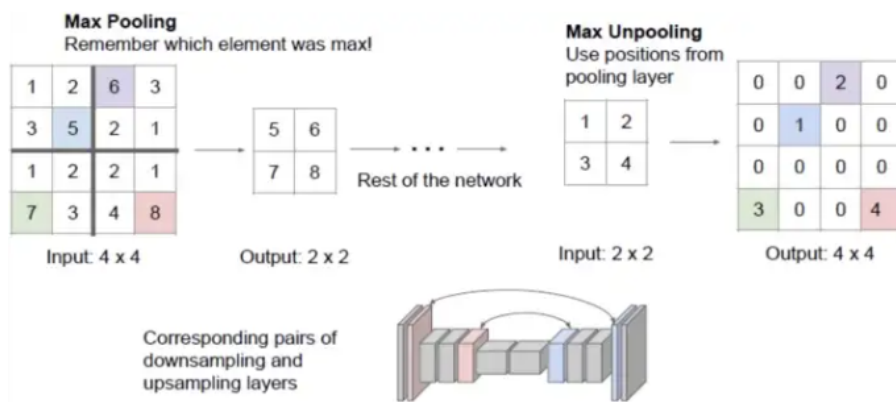 Max Pooling
Remember which element was max!
1 2 6 3
3 5 2 1
1 2 2 1
7 3 4 8
Input: 4 x 4
5 6
7 8
Output: 2 x 2
...
Rest of the network
Max Unpooling
Use positions from
pooling layer
1 2
3 4
Input: 2 x 2
0 0 2 0
0 1 0 0
0 0 0 0
3 0 0 4
Output: 4 x 4
Corresponding pairs of
downsampling and
upsampling layers